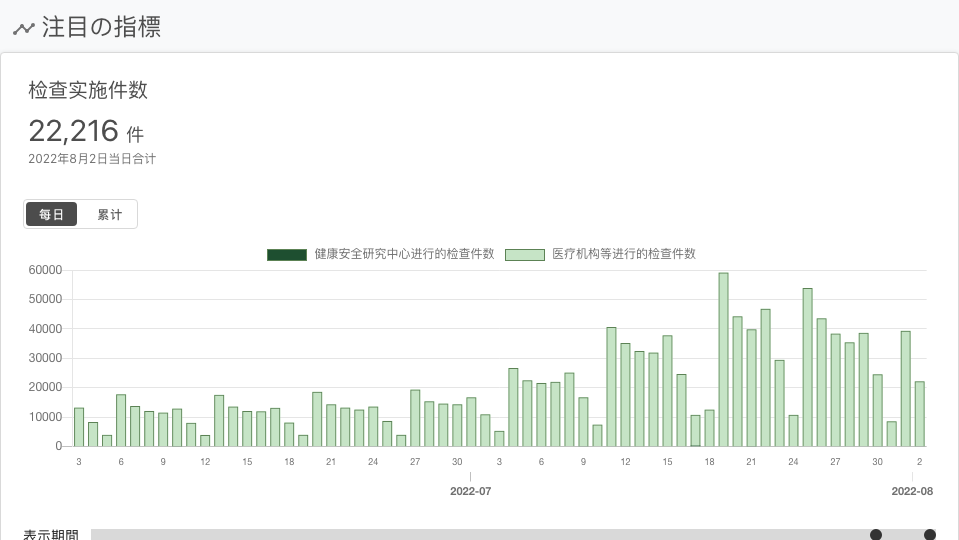 注目の指標
检查实施件数
22,216 件
2022年8月2日当日合计
每日 累计
健康安全研究中心进行的检查件数 医疗机构等进行的检查件数
60000
50000
40000
30000
20000
10000
0
3 6 9 12 15 18 21 24 27 30 3 6 9 12 15 18 21 24 27 30 2
2022-07 2022-08
表示期間